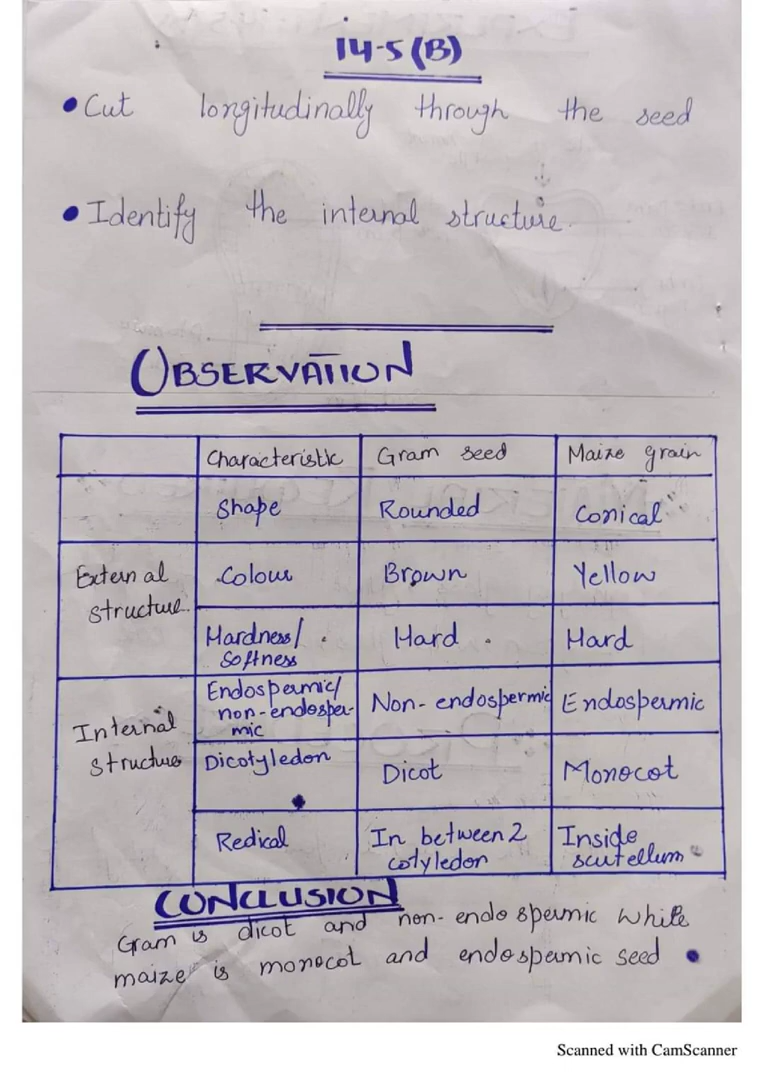 14-5 (B)
• Cut longitudinally through the seed
• Identify the internal structure.
OBSERVATION
Characteristic Gram seed Maize grain
Shape Rounded Conical
External structure. Colour Brown Yellow
Hardness/ Hard Hard
Softness
Endospermic/
non-endosper-
mic Non-endospermic Endospermic
Internal
Structure Dicotyledon Dicot Monocot
Redical In between 2 Inside
cotyledon scutellum
CONCLUSION
Gram is dicot and non-endospermic while
maize is monocot and endospermic seed •
Scanned with CamScanner